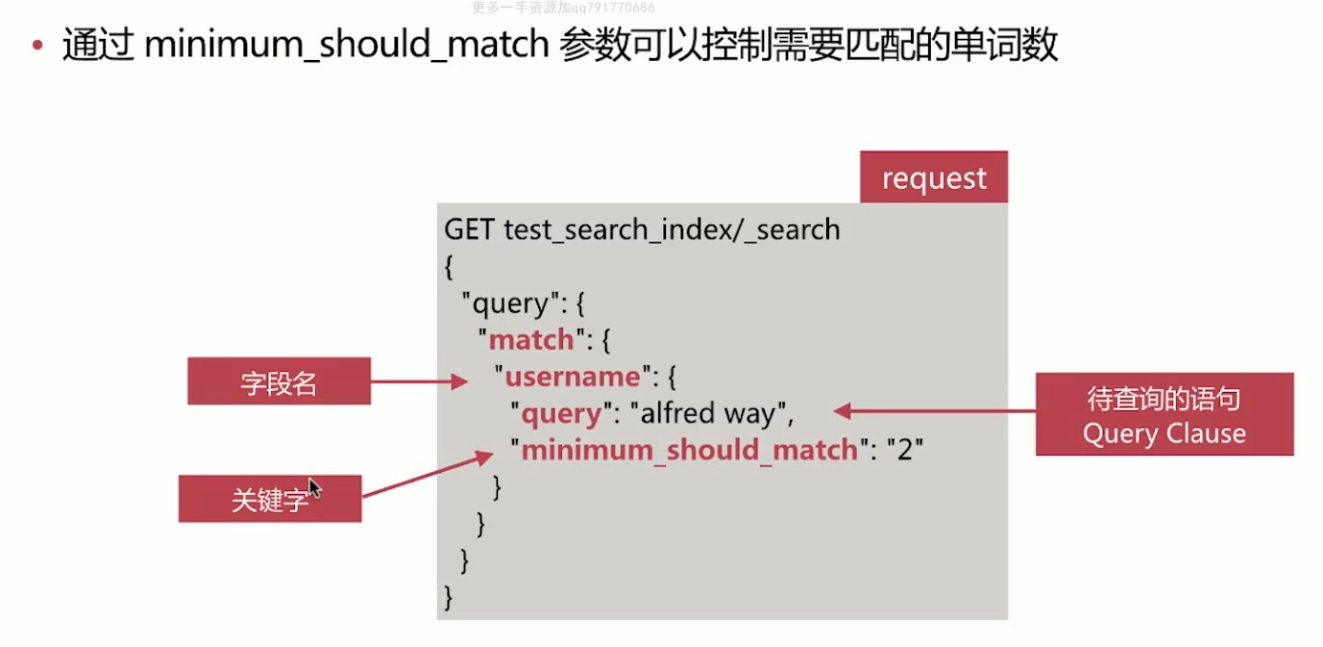 更多一手资源加qq791770686
• 通过 minimum_should_match 参数可以控制需要匹配的单词数
request
GET test_search_index/_search
{
"query": {
"match": {
字段名
"username": {
"query": "alfred way",
待查询的语句
Query Clause
"minimum_should_match": "2"
关键字
}
}
}
}